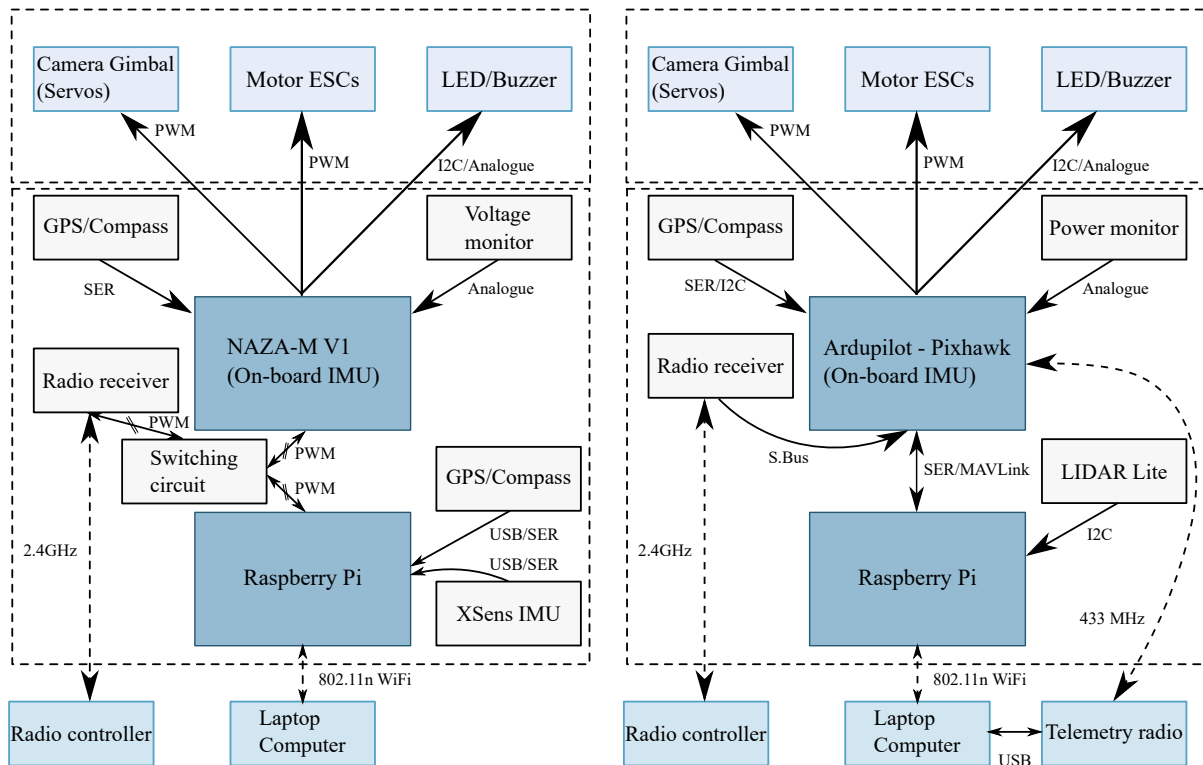 Camera Gimbal
(Servos)
Motor ESCs
LED/Buzzer
PWM
PWM
I2C/Analogue
GPS/Compass
Voltage
monitor
SER
Analogue
NAZA-M V1
(On-board IMU)
Radio receiver
PWM
Switching
circuit
PWM
PWM
GPS/Compass
USB/SER
2.4GHz
USB/SER
Raspberry Pi
XSens IMU
802.11n WiFi
Radio controller
Laptop
Computer
Camera Gimbal
(Servos)
Motor ESCs
LED/Buzzer
PWM
PWM
I2C/Analogue
GPS/Compass
Power monitor
SER/I2C
Analogue
Ardupilot - Pixhawk
(On-board IMU)
Radio receiver
S.Bus
SER/MAVLink
LIDAR Lite
I2C
2.4GHz
Raspberry Pi
433 MHz
802.11n WiFi
Radio controller
Laptop
Computer
USB
Telemetry radio